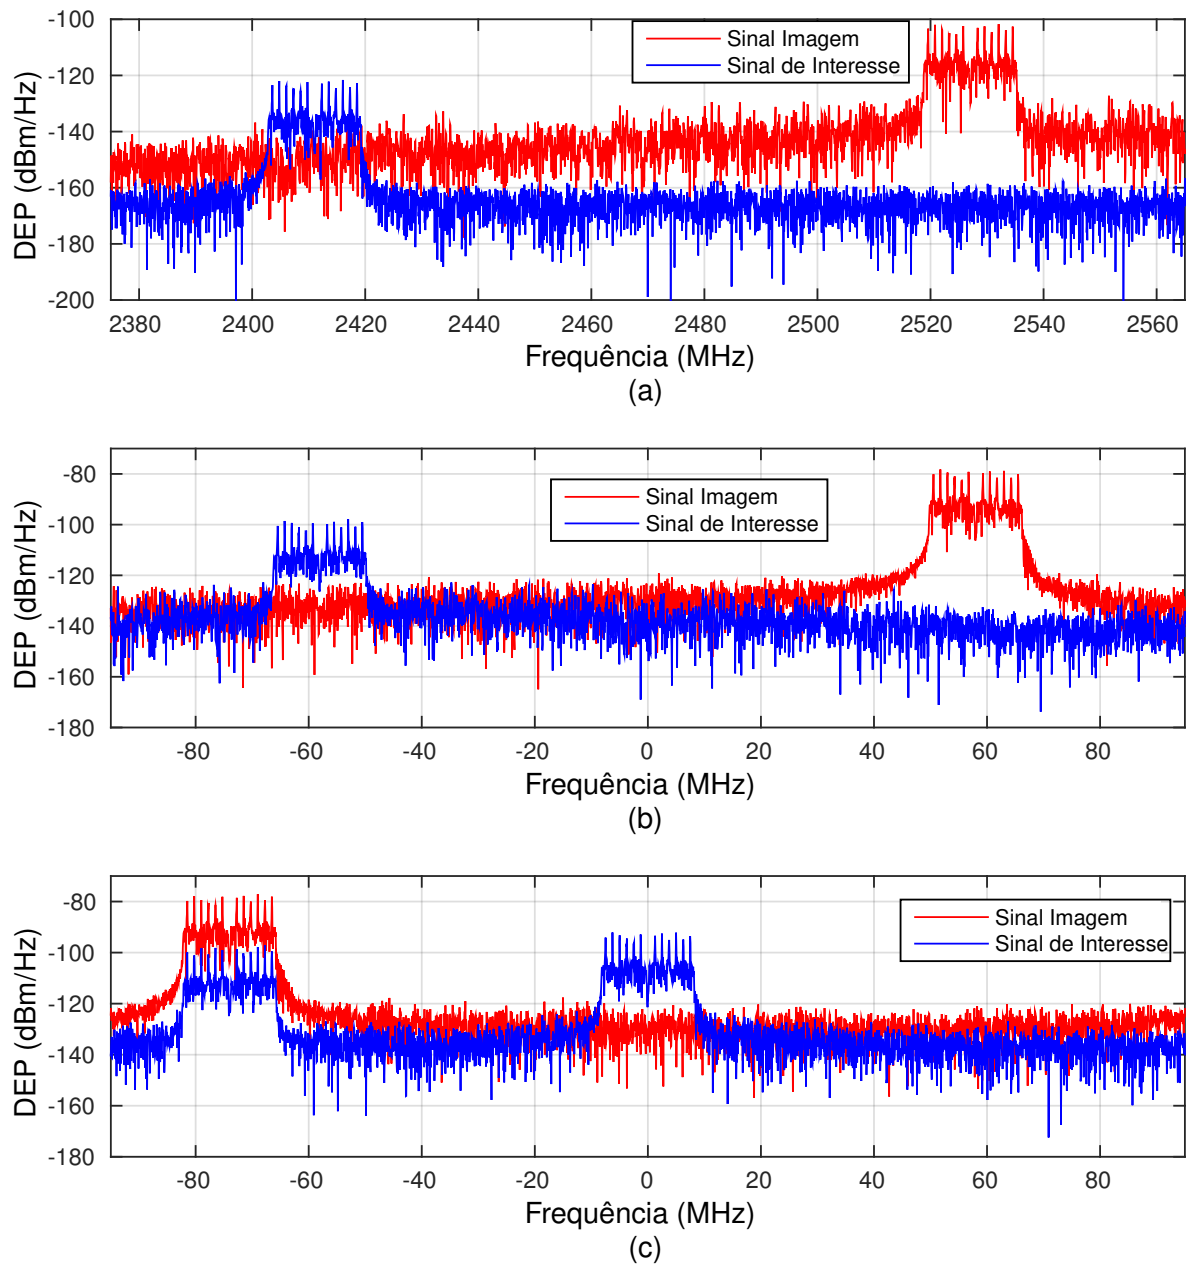 -100
-120
-140
-160
-180
-200
DEP (dBm/Hz)
Sinal Imagem
Sinal de Interesse
2380 2400 2420 2440 2460 2480 2500 2520 2540 2560
Frequência (MHz)
(a)
-80
-100
-120
-140
-160
-180
DEP (dBm/Hz)
Sinal Imagem
Sinal de Interesse
-80 -60 -40 -20 0 20 40 60 80
Frequência (MHz)
(b)
-80
-100
-120
-140
-160
-180
DEP (dBm/Hz)
Sinal Imagem
Sinal de Interesse
-80 -60 -40 -20 0 20 40 60 80
Frequência (MHz)
(c)